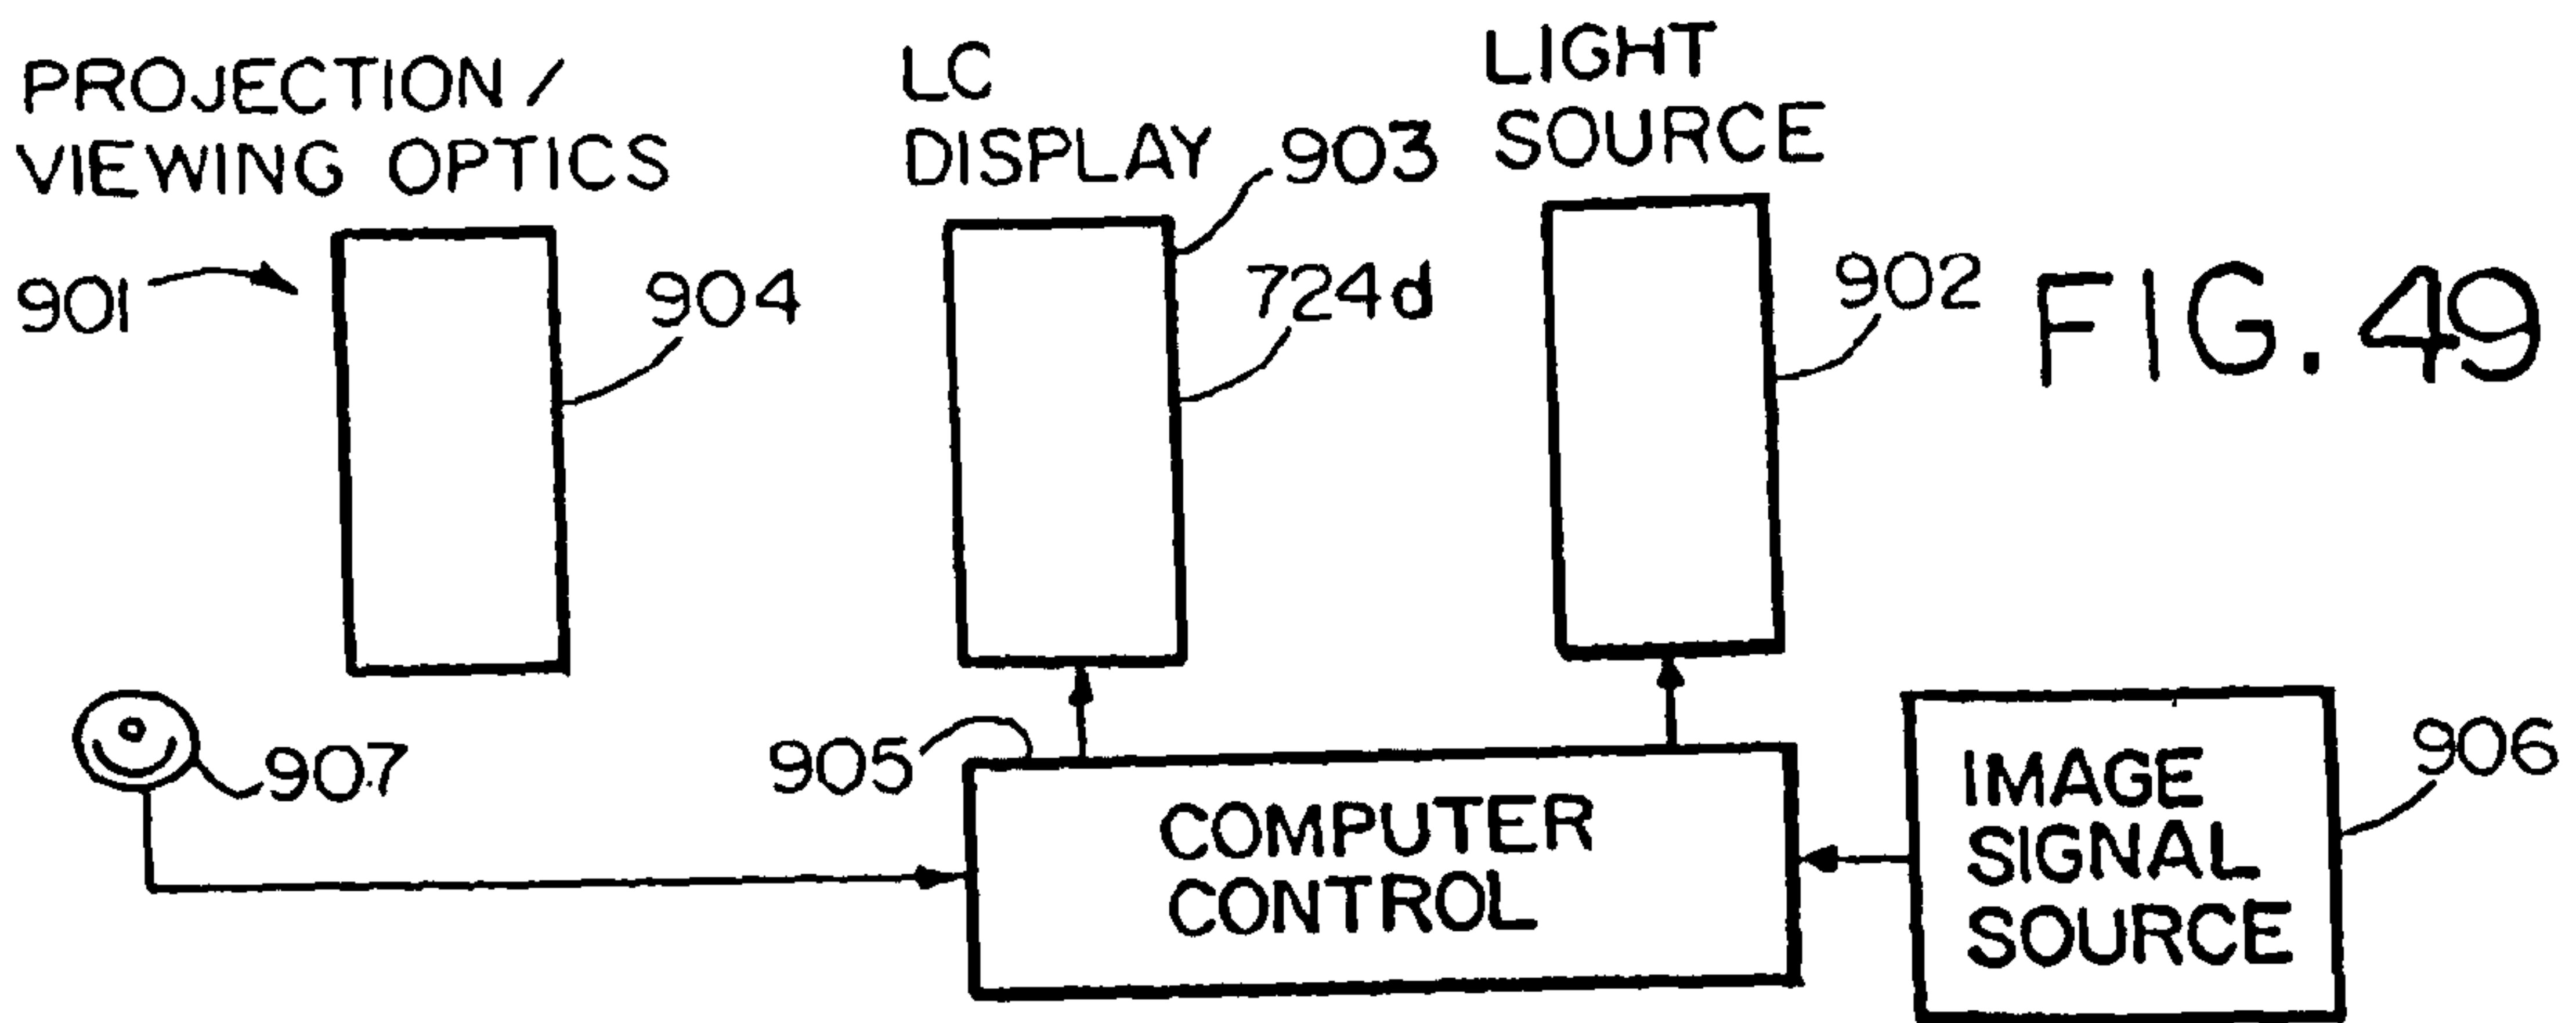 PROJECTION /
VIEWING OPTICS
LC
DISPLAY
LIGHT
SOURCE
903
901
904
724d
902
FIG. 49
907
905
COMPUTER
CONTROL
IMAGE
SIGNAL
SOURCE
906